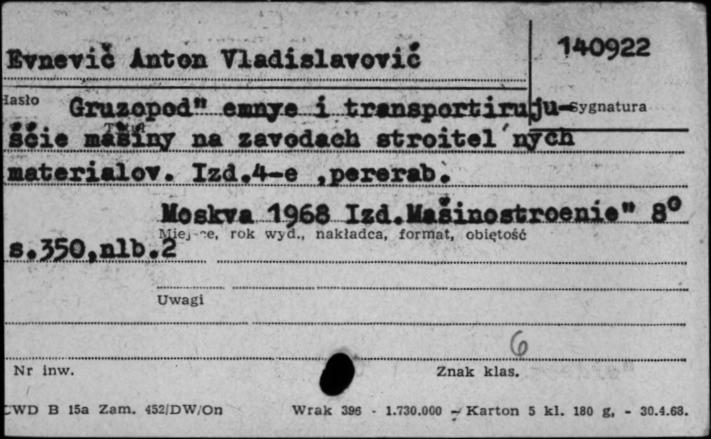 Evnevič Anton Vladislavovič
140922
Hasło
Gruzopod" emnye i transportiruju-
Sygnatura
ščie mašiny na zavodach stroitel'nych
materialov. Izd.4-e ,pererab.
Moskva 1968 Izd.Mašinostroenie" 8°
Miejsce, rok wyd., nakładca, format, objętość
s.350,nlb.2
Uwagi
6
Nr inw.
Znak klas.
CWD B 15a Zam. 452/DW/On Wrak 396 - 1.730.000 - Karton 5 kl. 180 g, - 30.4.68.